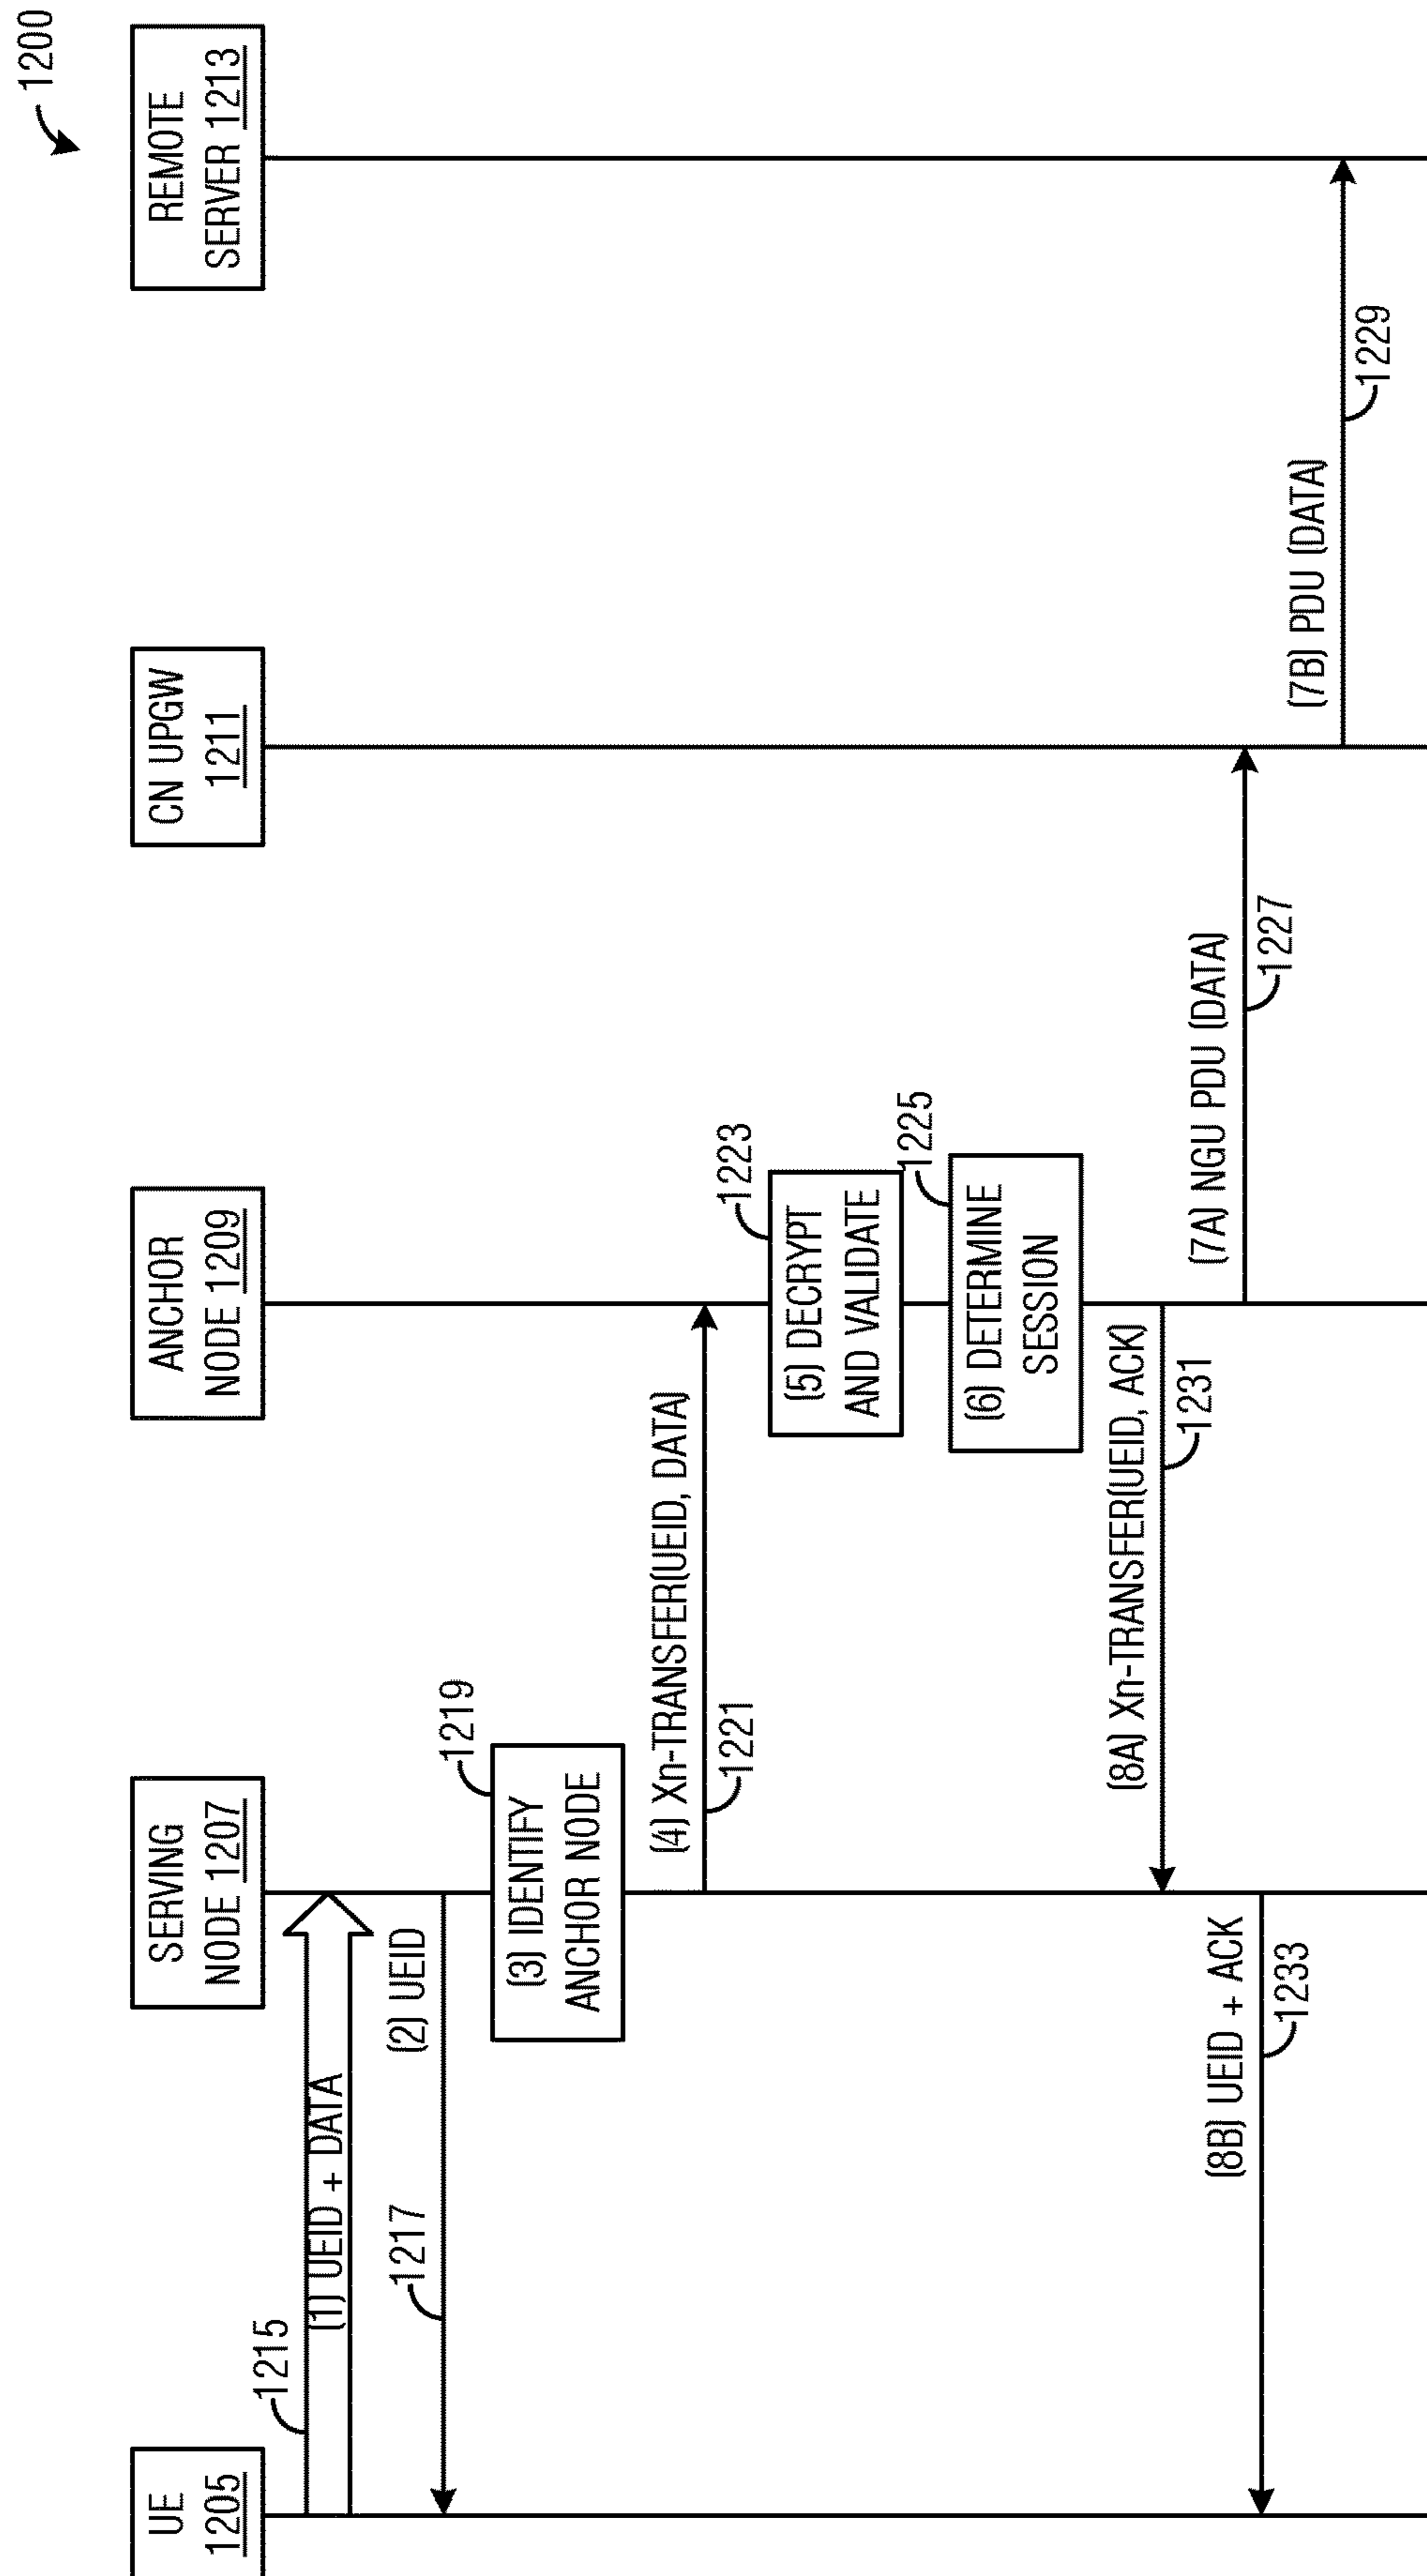 1200
UE
1205
SERVING
NODE 1207
ANCHOR
NODE 1209
CN UPGW
1211
REMOTE
SERVER 1213
1215
(1) UEID + DATA
1217
(2) UEID
1219
(3) IDENTIFY
ANCHOR NODE
(4) Xn-TRANSFER(UEID, DATA)
1221
1223
(5) DECRYPT
AND VALIDATE
1225
(6) DETERMINE
SESSION
(8A) Xn-TRANSFER(UEID, ACK)
1231
(7A) NGU PDU (DATA)
1227
(8B) UEID + ACK
1233
(7B) PDU (DATA)
1229